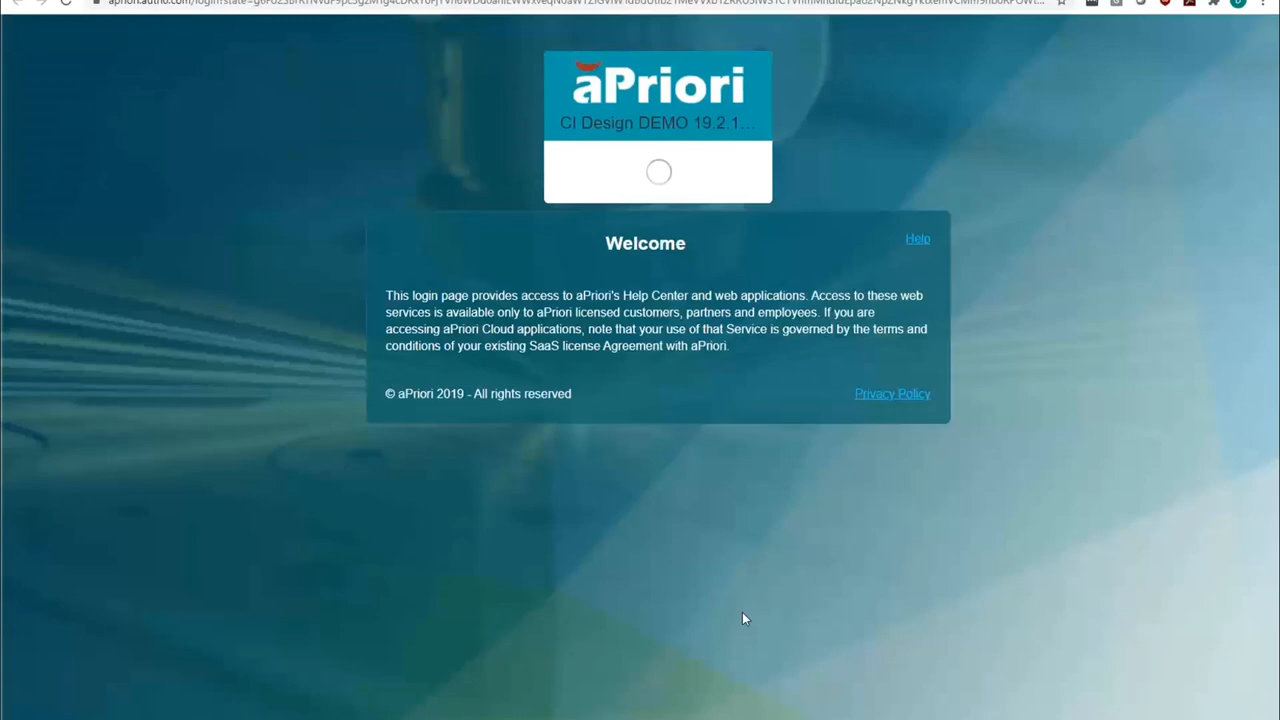 aPriori
CI Design DEMO 19.2.1...
Welcome
Help
This login page provides access to aPriori's Help Center and web applications. Access to these web
services is available only to aPriori licensed customers, partners and employees. If you are
accessing aPriori Cloud applications, note that your use of that Service is governed by the terms and
conditions of your existing SaaS license Agreement with aPriori.
© aPriori 2019 - All rights reserved
Privacy Policy